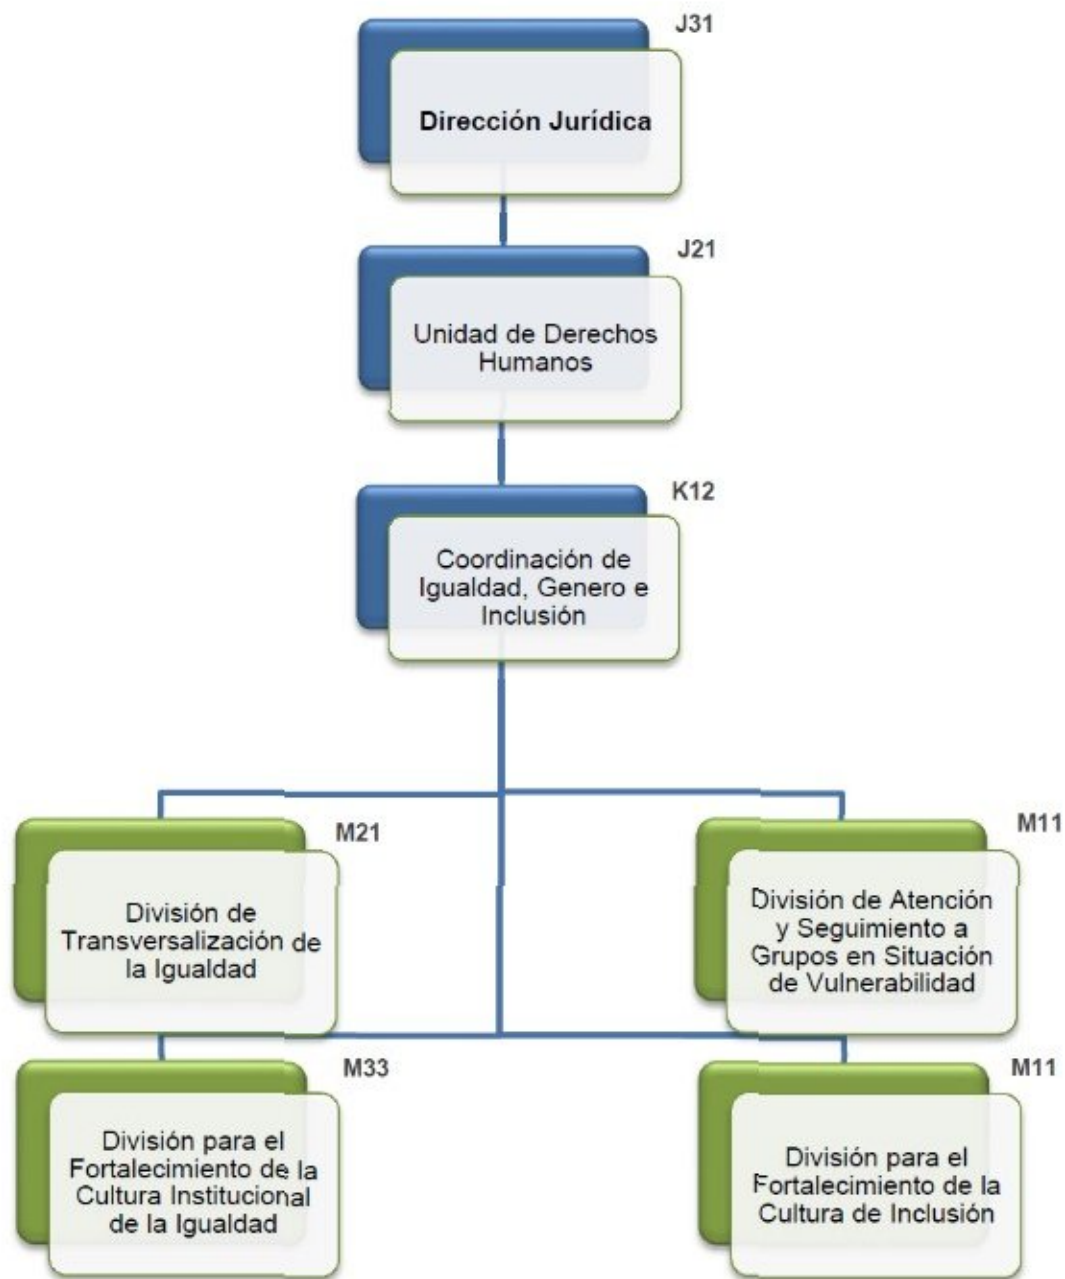 J31
Dirección Jurídica
J21
Unidad de Derechos
Humanos
K12
Coordinación de
Igualdad, Genero e
Inclusión
M21
División de
Transversalización de
la Igualdad
M11
División de Atención
y Seguimiento a
Grupos en Situación
de Vulnerabilidad
M33
División para el
Fortalecimiento de la
Cultura Institucional
de la Igualdad
M11
División para el
Fortalecimiento de la
Cultura de Inclusión